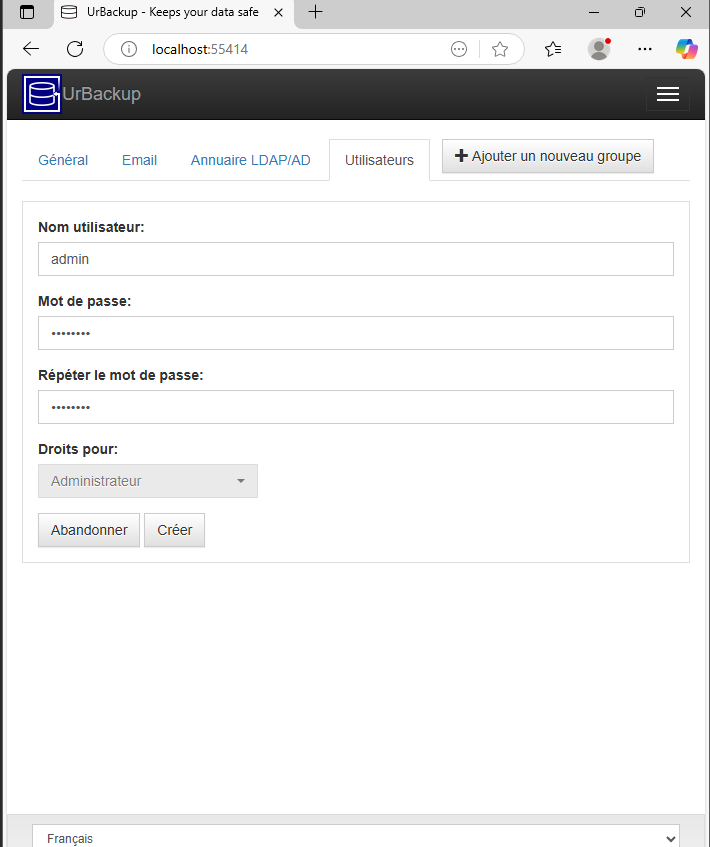 UrBackup - Keeps your data safe
localhost:55414
UrBackup
Général Email Annuaire LDAP/AD Utilisateurs Ajouter un nouveau groupe
Nom utilisateur:
admin
Mot de passe:
••••••••
Répéter le mot de passe:
••••••••
Droits pour:
Administrateur
Abandonner Créer
Français